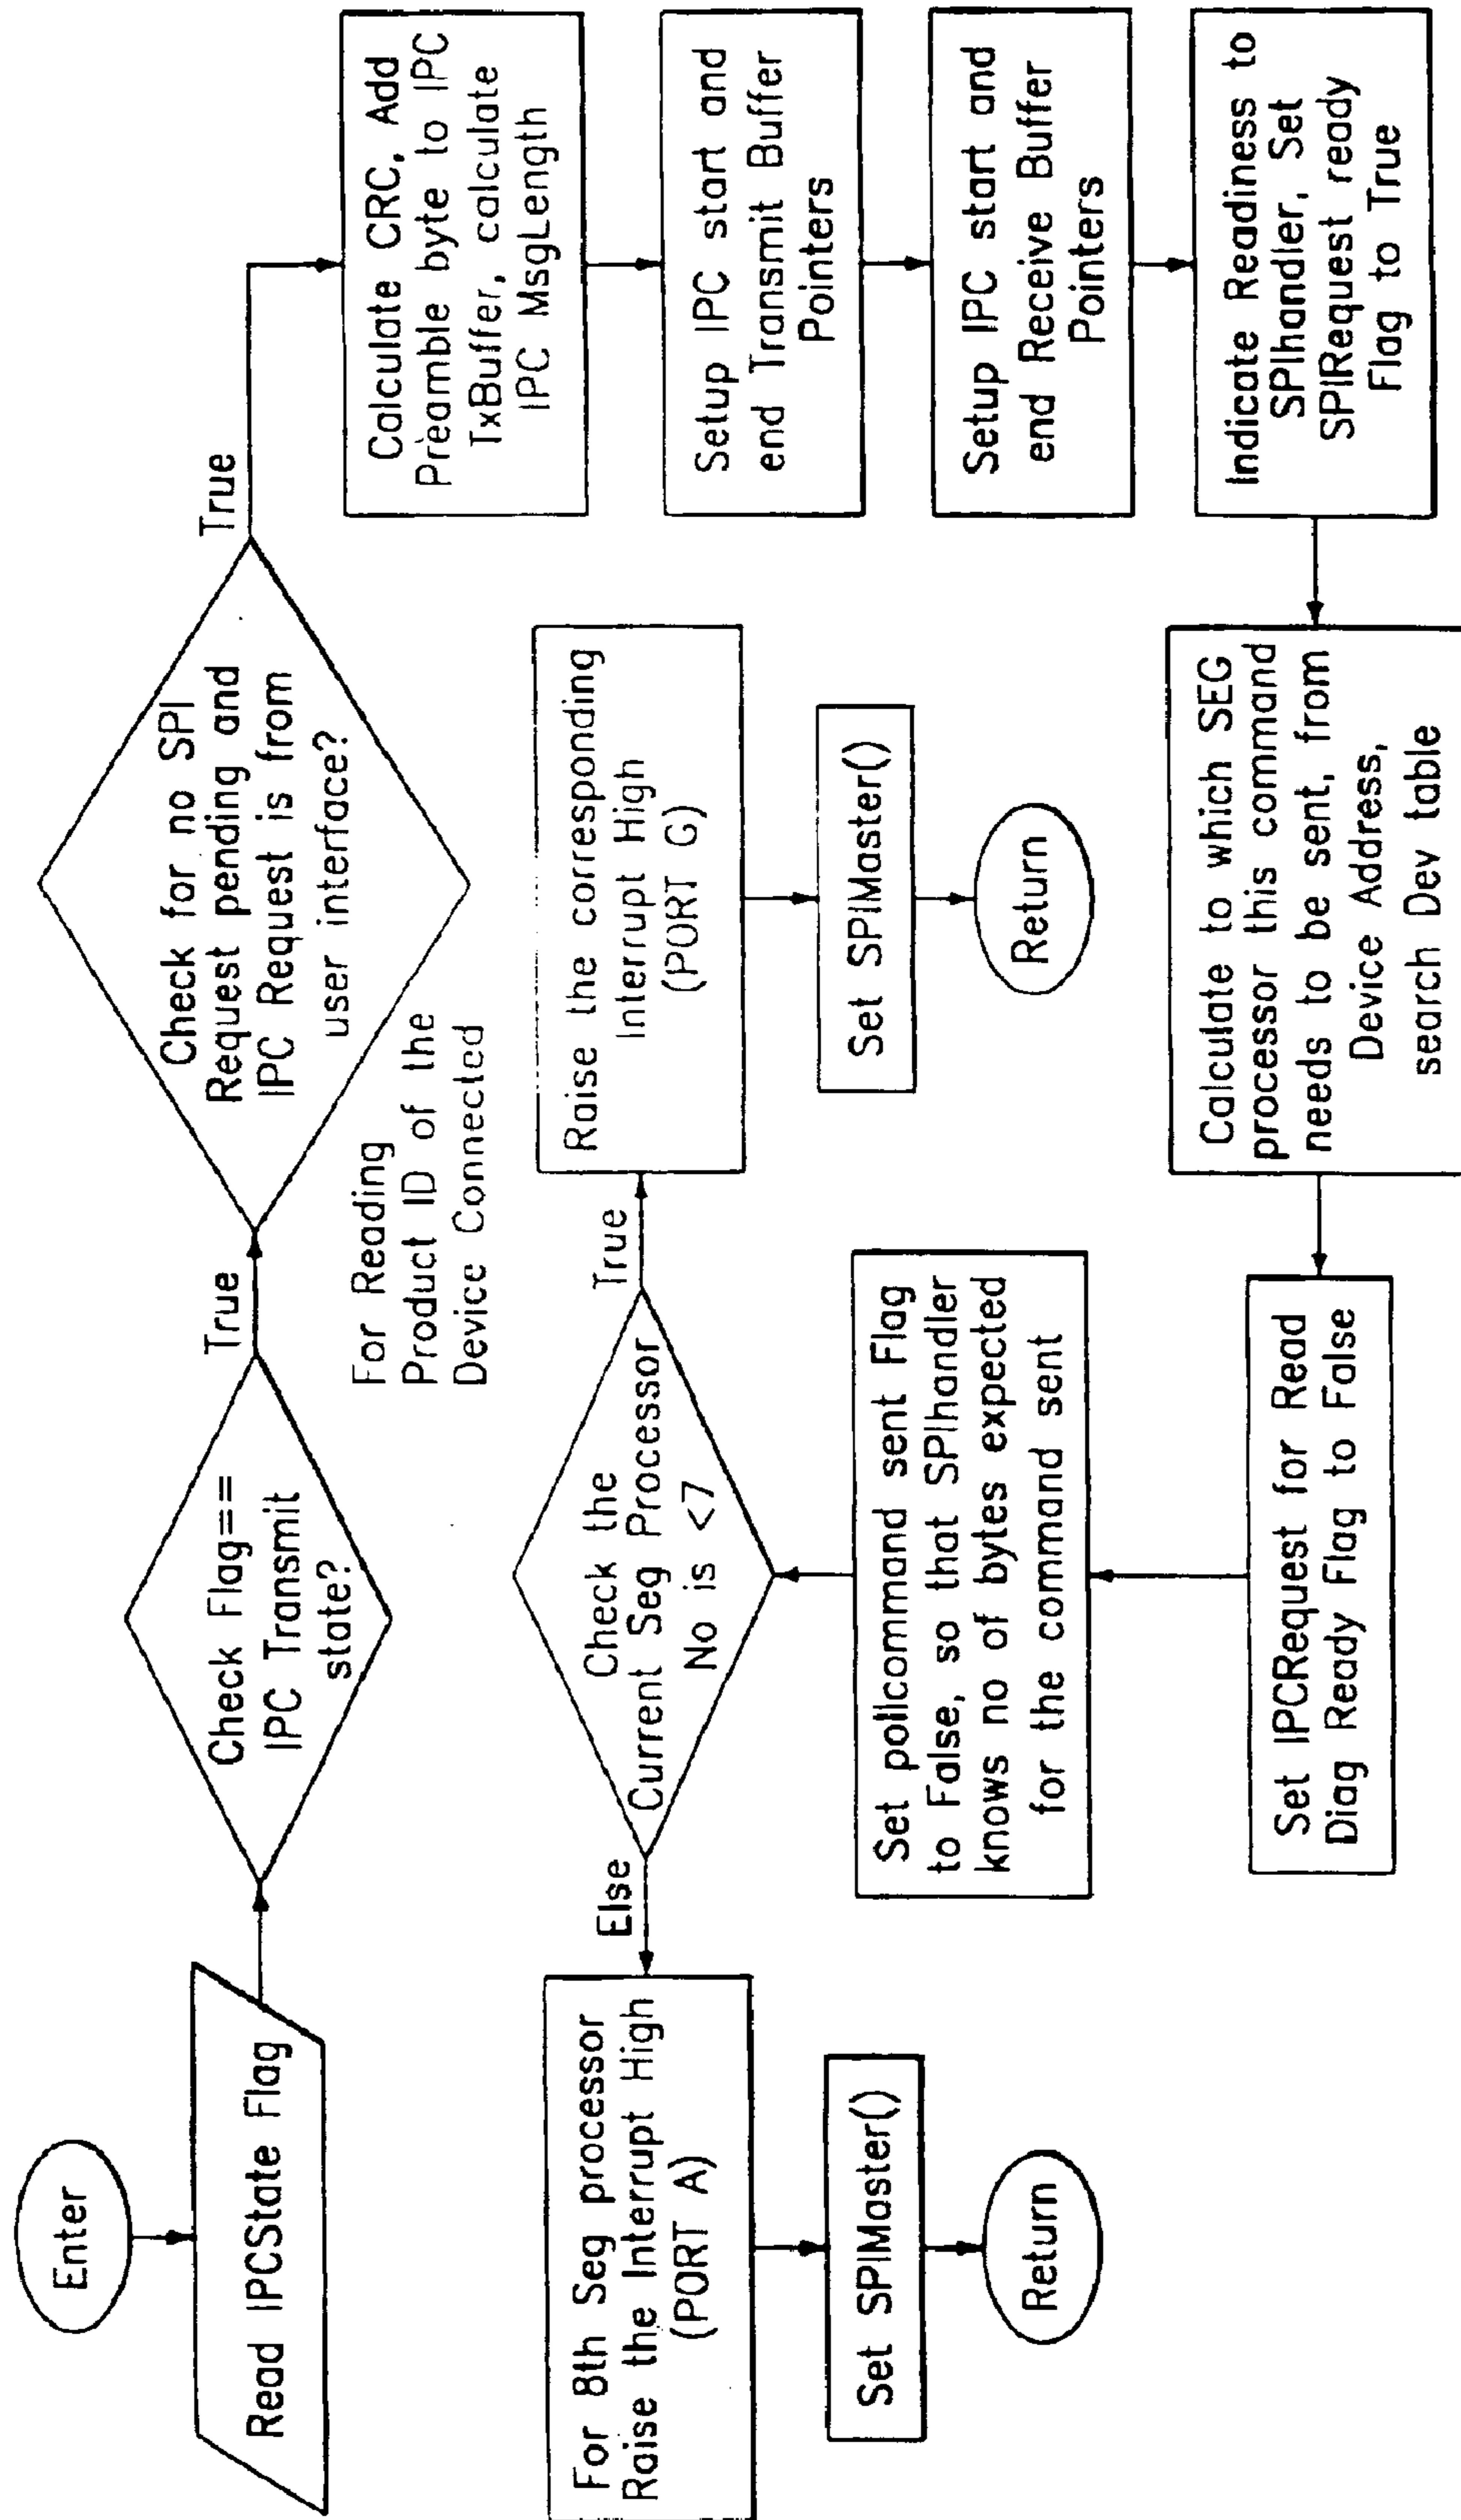 Enter
Read IPCState Flag
Check Flag==
IPC Transmit
state?
True
Check for no SPI
Request pending and
IPC Request is from
user interface?
True
For Reading
Product ID of the
Device Connected
Calculate CRC, Add
Preamble byte to IPC
TxBuffer, calculate
IPC MsgLength
Setup IPC start and
end Transmit Buffer
Pointers
Setup IPC start and
end Receive Buffer
Pointers
Indicate Readiness to
SPIhandler, Set
SPIRequest ready
Flag to True
Calculate to which SEG
processor this command
needs to be sent, from
Device Address,
search Dev table
Set IPCRequest for Read
Diag Ready Flag to False
Set pollcommand sent Flag
to False, so that SPIhandler
knows no of bytes expected
for the command sent
Check the
Current Seg Processor
No is <7
True
Raise the corresponding
Interrupt High
(PORT G)
Set SPIMaster()
Return
Else
For 8th Seg processor
Raise the Interrupt High
(PORT A)
Set SPIMaster()
Return